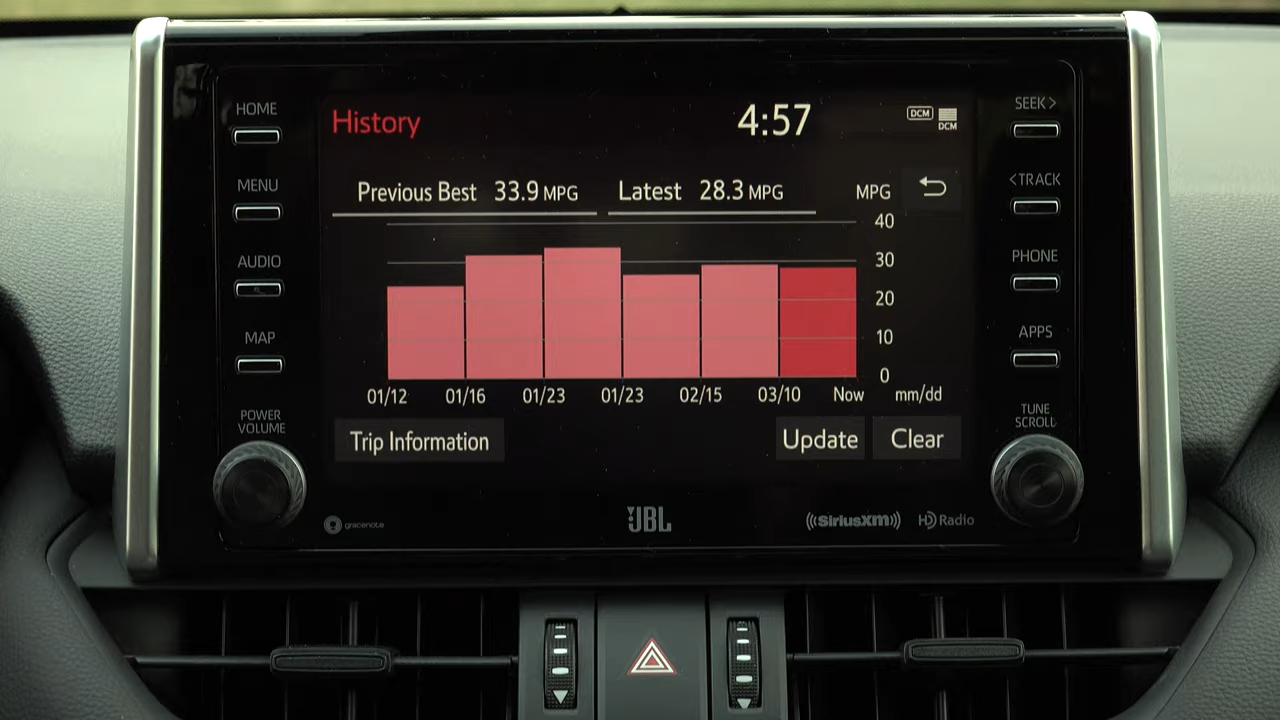 HOME
MENU
AUDIO
MAP
POWER
VOLUME
History
4:57
DCM
DCM
Previous Best 33.9 MPG
Latest 28.3 MPG
MPG
40
30
20
10
0
01/12 01/16 01/23 01/23 02/15 03/10 Now mm/dd
Trip Information
Update
Clear
gracenote
JBL
SiriusXM
HD Radio
SEEK >
< TRACK
PHONE
APPS
TUNE
SCROLL